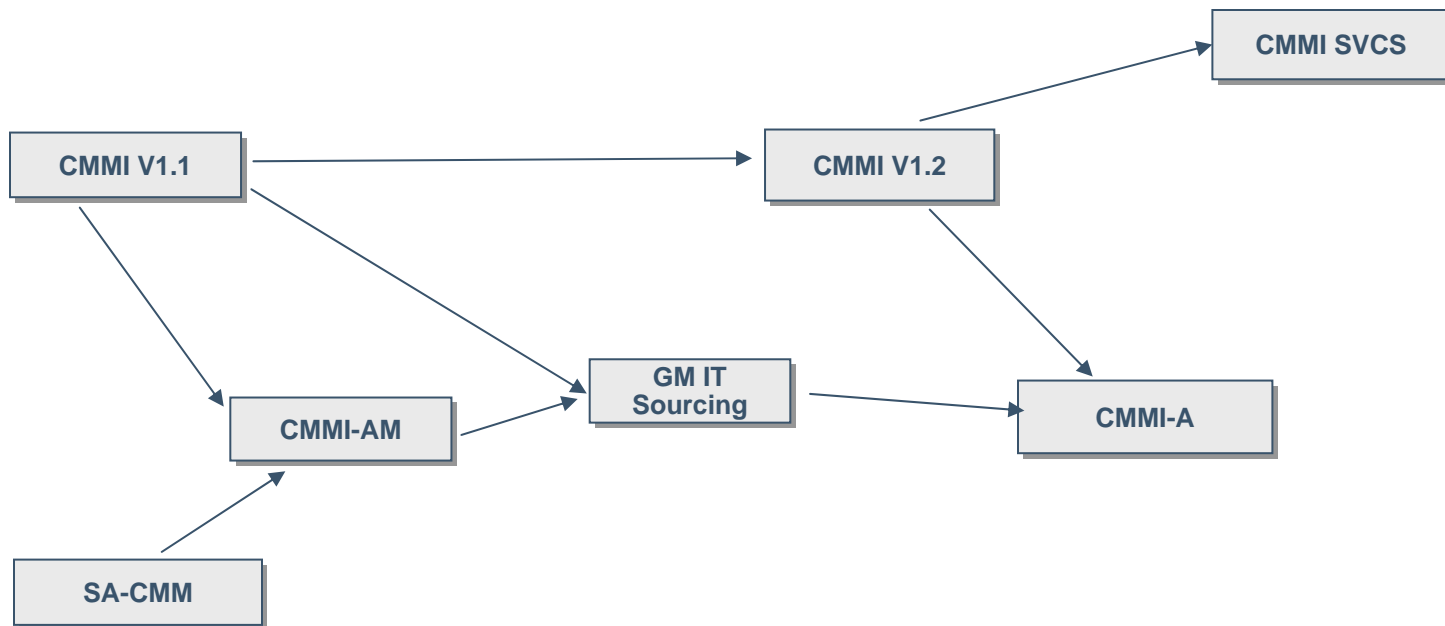 CMMI SVCS
CMMI V1.1
CMMI V1.2
GM IT
Sourcing
CMMI-AM
CMMI-A
SA-CMM